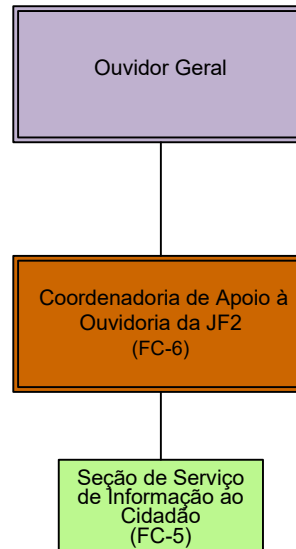 Ouvidor Geral
Coordenadoria de Apoio à
Ouvidoria da JF2
(FC-6)
Seção de Serviço
de Informação ao
Cidadão
(FC-5)